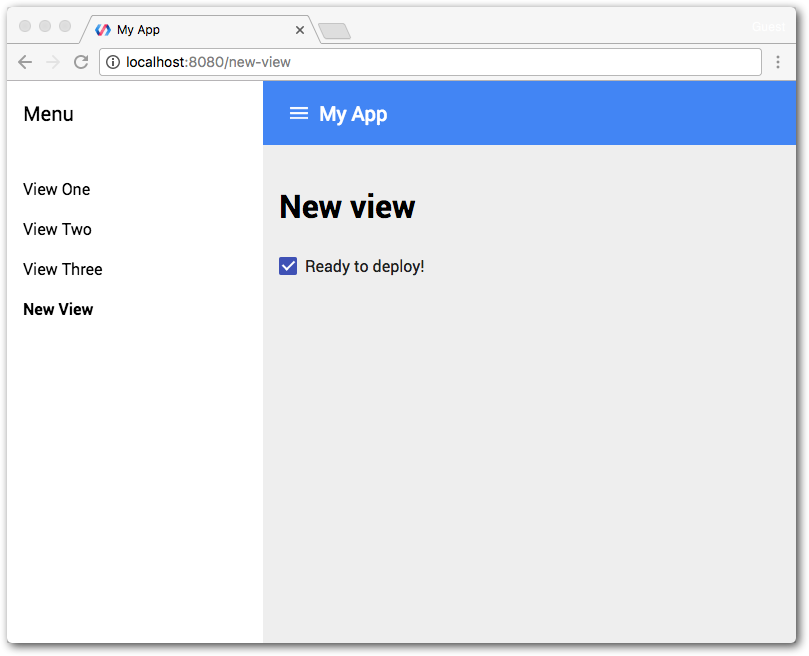 My App
Guest
localhost:8080/new-view
Menu
My App
View One
View Two
View Three
New View
New view
Ready to deploy!